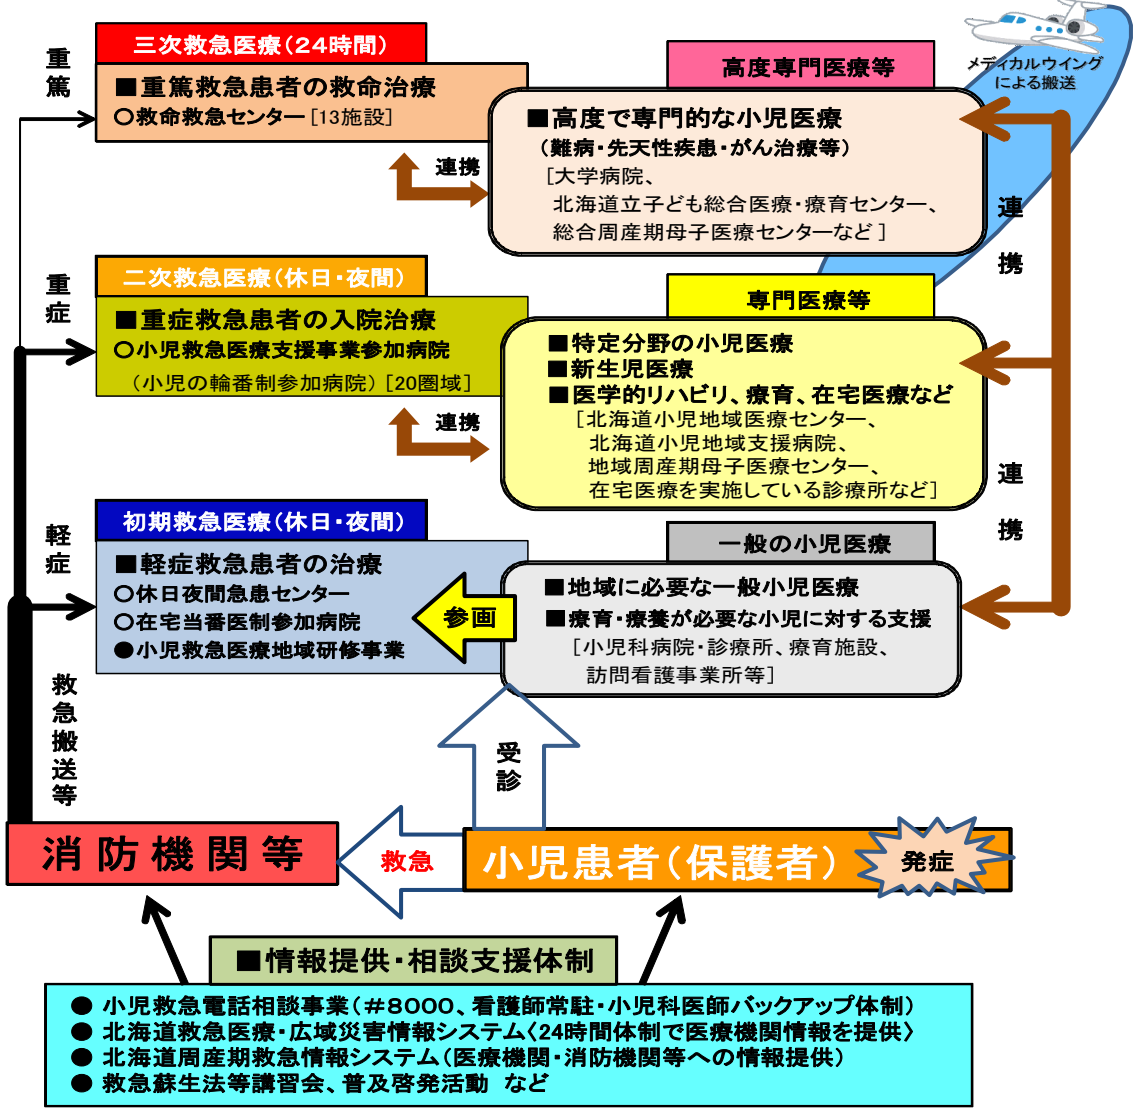 三次救急医療（24時間）
重篤
■重篤救急患者の救命治療
○救命救急センター［13施設］
高度専門医療等
メディカルウイング
による搬送
■高度で専門的な小児医療
（難病・先天性疾患・がん治療等）
［大学病院、
北海道立子ども総合医療・療育センター、
総合周産期母子医療センターなど］
連携
連携
二次救急医療（休日・夜間）
重症
■重症救急患者の入院治療
○小児救急医療支援事業参加病院
（小児の輪番制参加病院）［20圏域］
専門医療等
■特定分野の小児医療
■新生児医療
■医学的リハビリ、療育、在宅医療など
［北海道小児地域医療センター、
北海道小児地域支援病院、
地域周産期母子医療センター、
在宅医療を実施している診療所など］
連携
連携
初期救急医療（休日・夜間）
軽症
■軽症救急患者の治療
○休日夜間急患センター
○在宅当番医制参加病院
●小児救急医療地域研修事業
参画
一般の小児医療
■地域に必要な一般小児医療
■療育・療養が必要な小児に対する支援
［小児科病院・診療所、療育施設、
訪問看護事業所等］
救急搬送等
受診
消防機関等
救急
小児患者（保護者）
発症
■情報提供・相談支援体制
● 小児救急電話相談事業（＃8000、看護師常駐・小児科医師バックアップ体制）
● 北海道救急医療・広域災害情報システム〈24時間体制で医療機関情報を提供〉
● 北海道周産期救急情報システム（医療機関・消防機関等への情報提供）
● 救急蘇生法等講習会、普及啓発活動 など